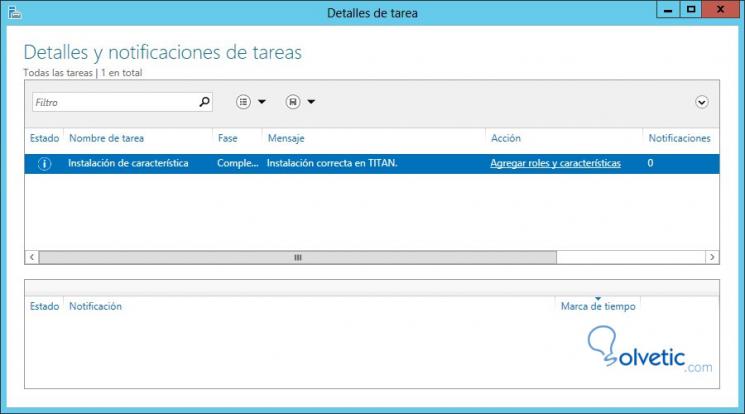 Detalles de tarea
Detalles y notificaciones de tareas
Todas las tareas | 1 en total
Filtro
Estado Nombre de tarea Fase Mensaje Acción Notificaciones
Instalación de característica Comple... Instalación correcta en TITAN. Agregar roles y características 0
Estado Notificación Marca de tiempo
Solvetic.com